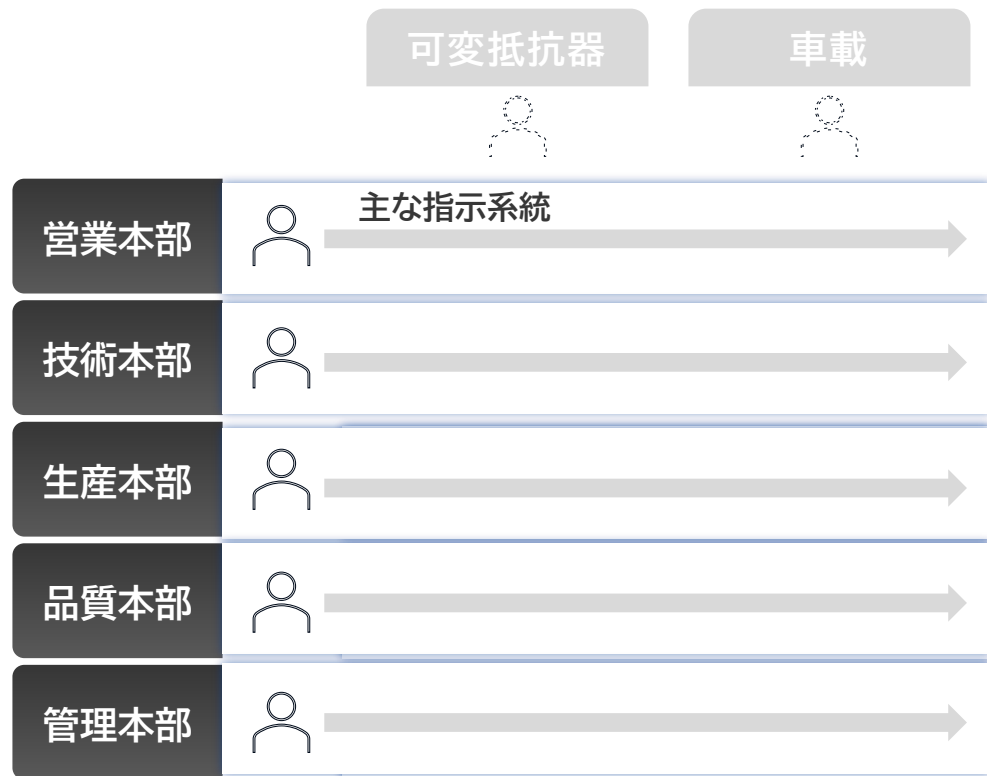 可変抵抗器
車載
主な指示系統
営業本部
技術本部
生産本部
品質本部
管理本部